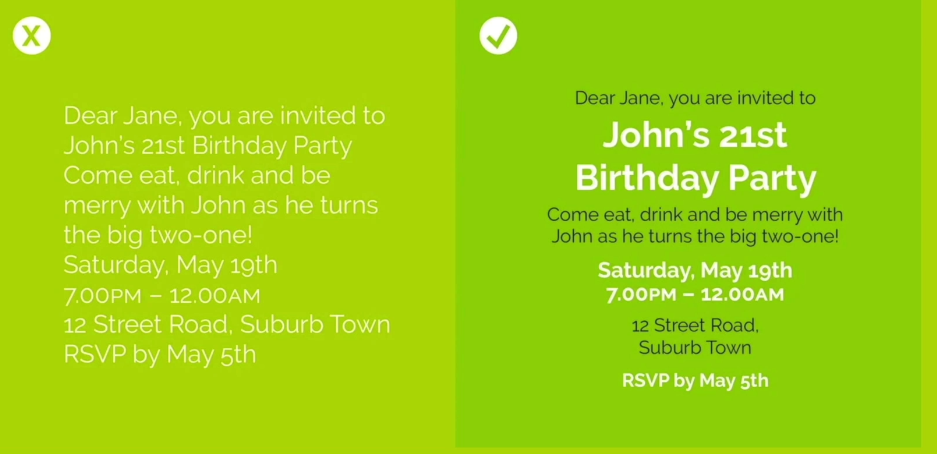 X
Dear Jane, you are invited to
John's 21st Birthday Party
Come eat, drink and be
merry with John as he turns
the big two-one!
Saturday, May 19th
7.00PM – 12.00AM
12 Street Road, Suburb Town
RSVP by May 5th
Dear Jane, you are invited to
John's 21st
Birthday Party
Come eat, drink and be merry with
John as he turns the big two-one!
Saturday, May 19th
7.00PM – 12.00AM
12 Street Road,
Suburb Town
RSVP by May 5th